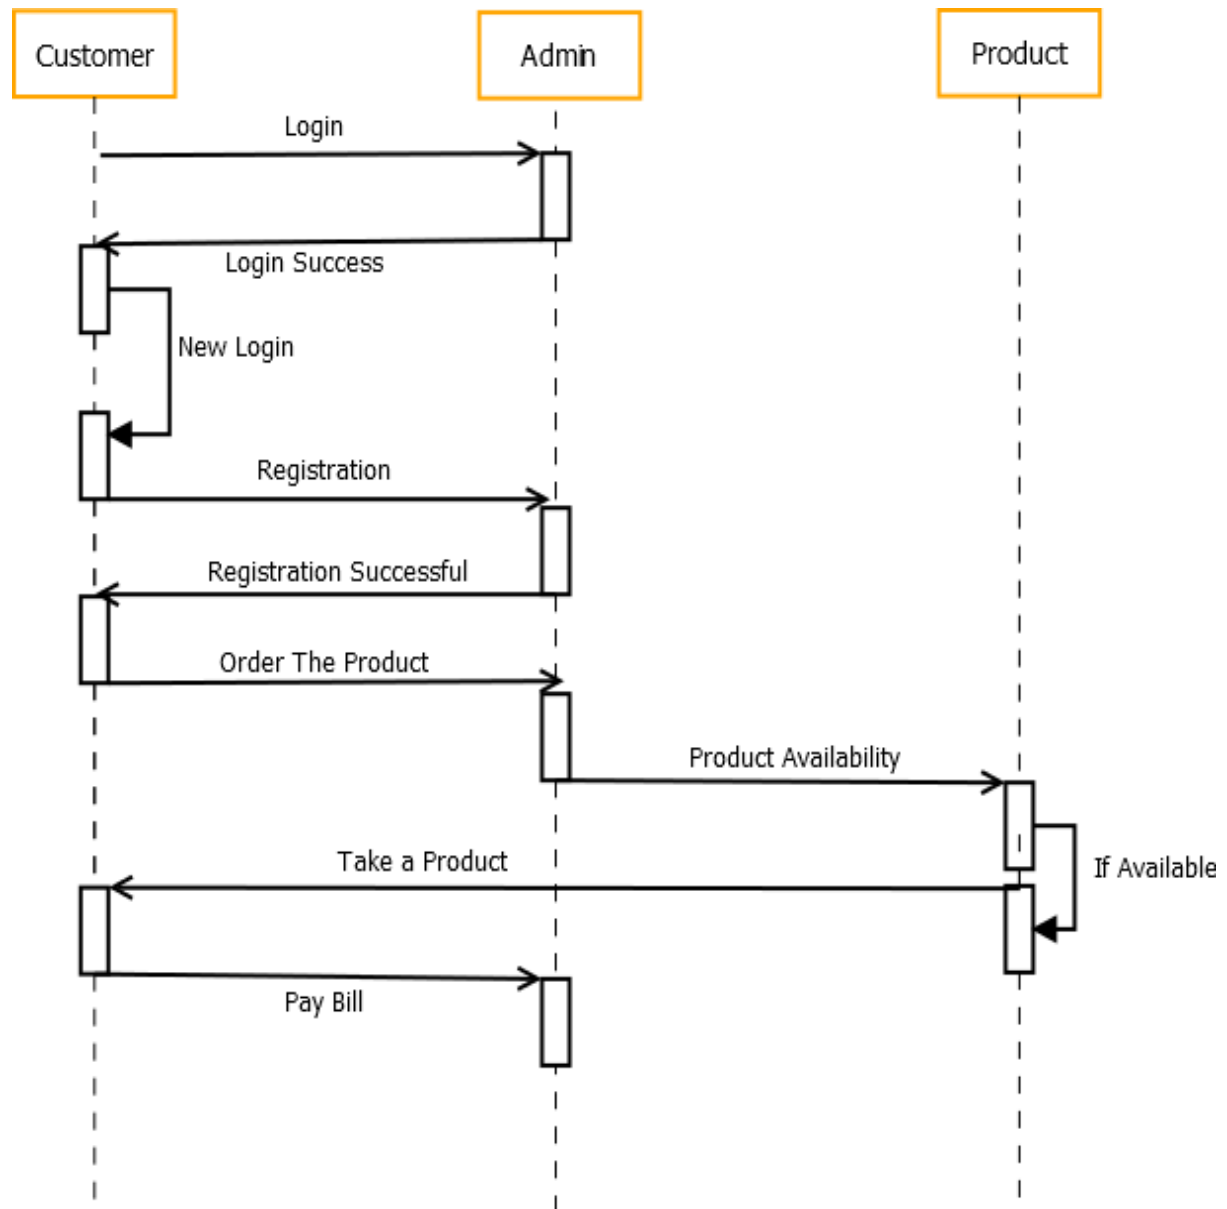 Customer
Admin
Product
Login
Login Success
New Login
Registration
Registration Successful
Order The Product
Product Availability
Take a Product
If Available
Pay Bill